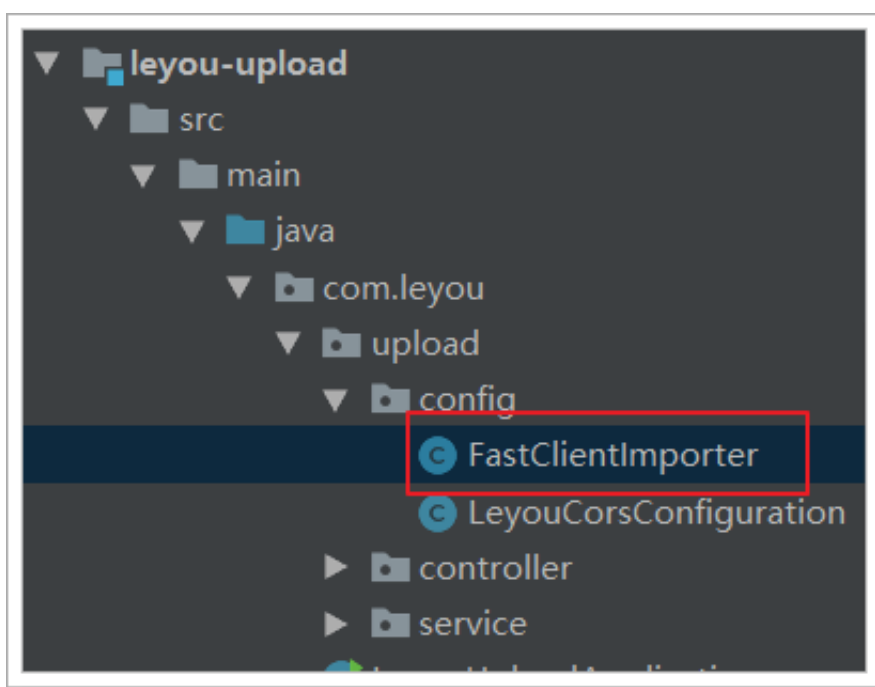 leyou-upload
src
main
java
com.leyou
upload
config
C FastClientImporter
C LeyouCorsConfiguration
controller
service